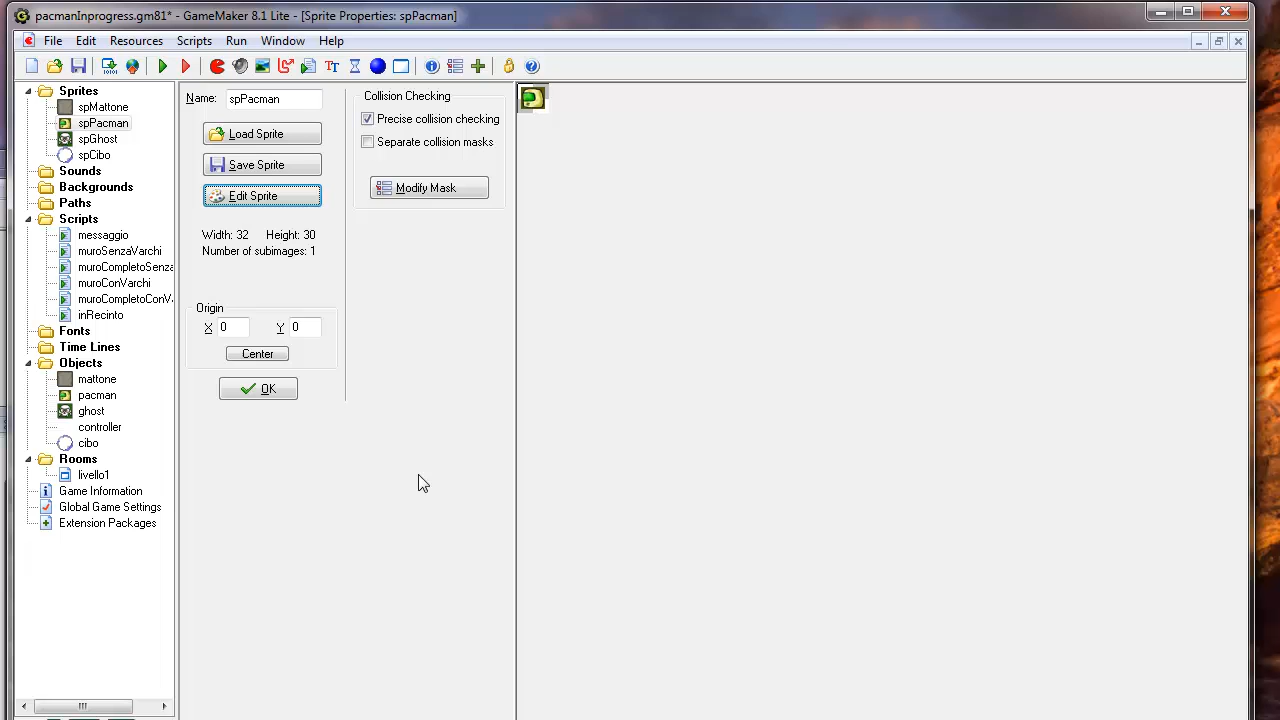 pacmanInprogress.gm81* - GameMaker 8.1 Lite - [Sprite Properties: spPacman]
File Edit Resources Scripts Run Window Help
Sprites
spMattone
spPacman
spGhost
spCibo
Sounds
Backgrounds
Paths
Scripts
messaggio
muroSenzaVarchi
muroCompletoSenza
muroConVarchi
muroCompletoConVa
inRecinto
Fonts
Time Lines
Objects
mattone
pacman
ghost
controller
cibo
Rooms
livello1
Game Information
Global Game Settings
Extension Packages
Name: spPacman
Load Sprite
Save Sprite
Edit Sprite
Width: 32 Height: 30
Number of subimages: 1
Origin
X 0 Y 0
Center
OK
Collision Checking
Precise collision checking
Separate collision masks
Modify Mask